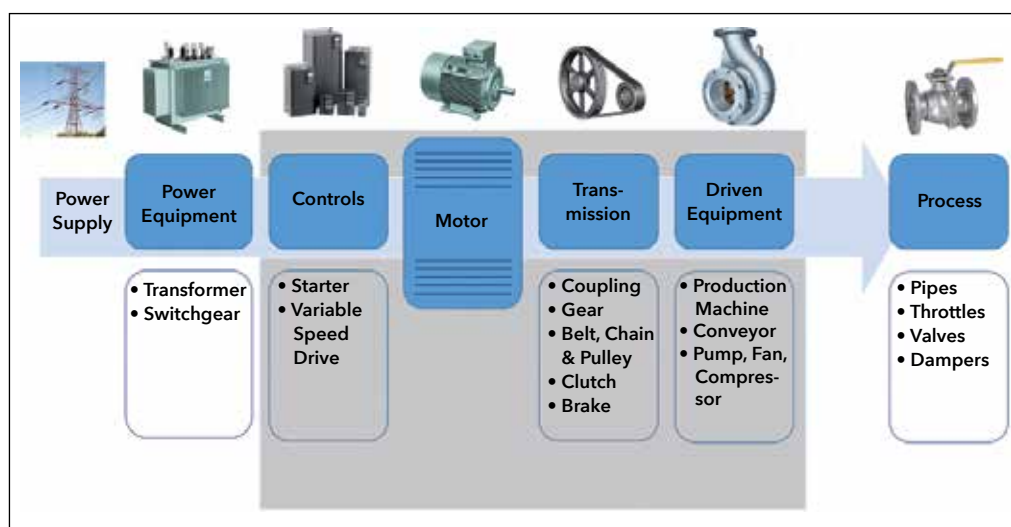 Power
Supply
Power
Equipment
Controls
Motor
Trans-
mission
Driven
Equipment
Process
• Transformer
• Switchgear
• Starter
• Variable
Speed
Drive
• Coupling
• Gear
• Belt, Chain
& Pulley
• Clutch
• Brake
• Production
Machine
• Conveyor
• Pump, Fan,
Compres-
sor
• Pipes
• Throttles
• Valves
• Dampers